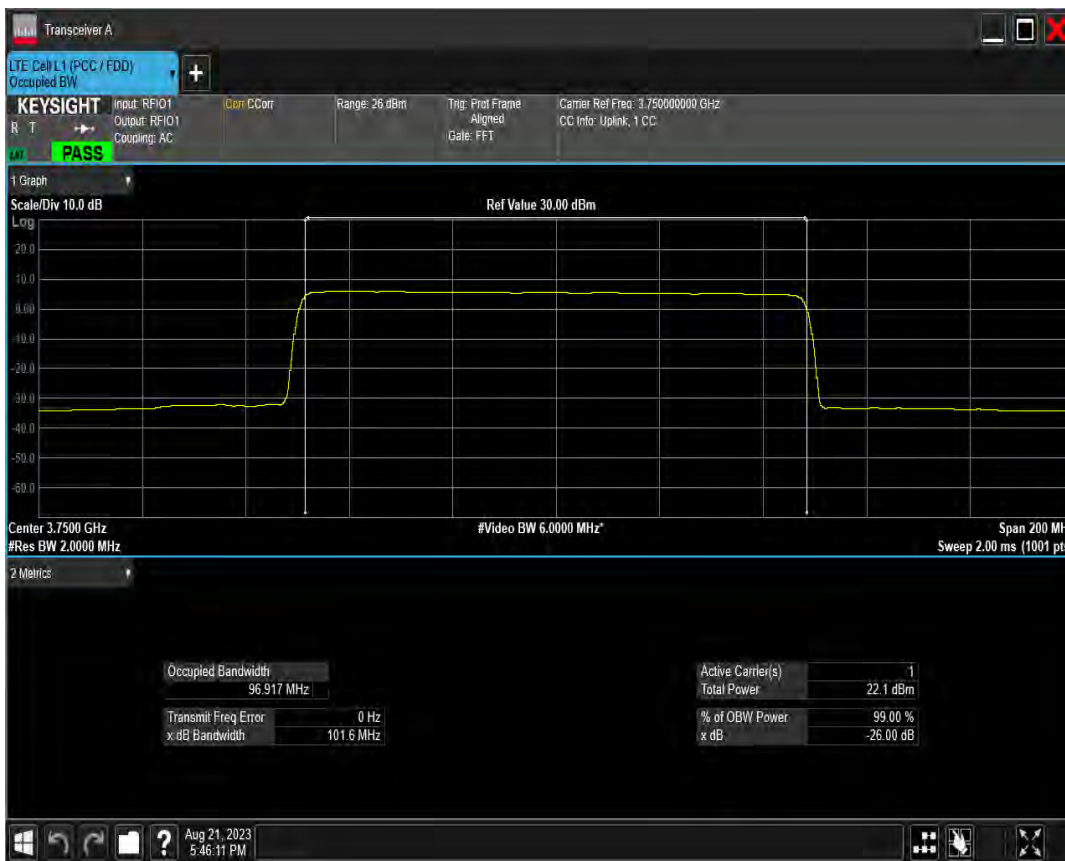 Transceiver A
LTE Cell L1 (PCC / FDD)
Occupied BW
KEYSIGHT
R T
PASS
Input: RFIO1
Output: RFIO1
Coupling: AC
Corr CCorr
Range: 26 dBm
Trig: Prot Frame
Aligned
Gate: FFT
Carrier Ref Freq: 3.750000000 GHz
CC Info: Uplink, 1 CC
1 Graph
Scale/Div 10.0 dB
Ref Value 30.00 dBm
Log
20.0
10.0
0.00
-10.0
-20.0
-30.0
-40.0
-50.0
-60.0
Center 3.7500 GHz
#Video BW 6.0000 MHz*
Span 200 MH
#Res BW 2.0000 MHz
Sweep 2.00 ms (1001 pt
2 Metrics
Occupied Bandwidth
96.917 MHz
Transmit Freq Error 0 Hz
x dB Bandwidth 101.6 MHz
Active Carrier(s) 1
Total Power 22.1 dBm
% of OBW Power 99.00 %
x dB -26.00 dB
Aug 21, 2023
5:46:11 PM